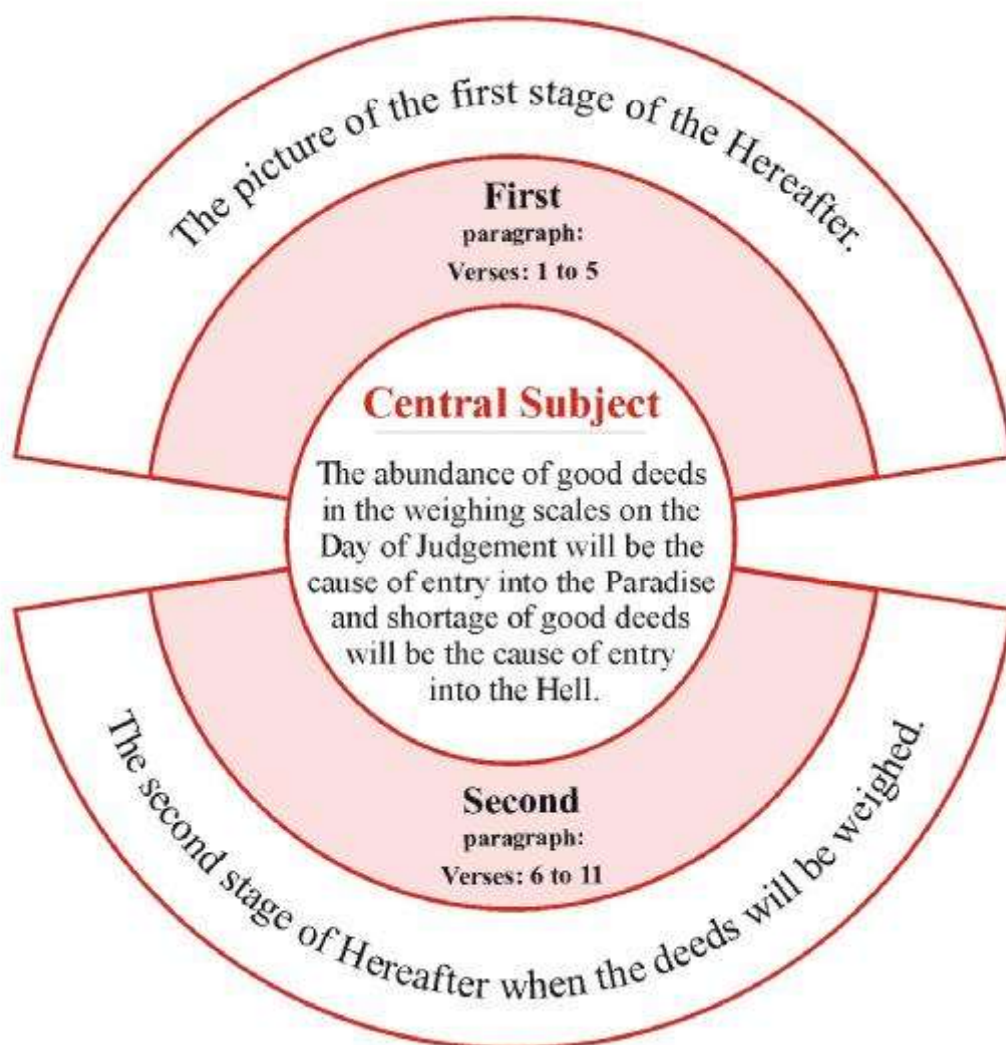 The picture of the first stage of the Hereafter.
First
paragraph:
Verses: 1 to 5
Central Subject
The abundance of good deeds
in the weighing scales on the
Day of Judgement will be the
cause of entry into the Paradise
and shortage of good deeds
will be the cause of entry
into the Hell.
Second
paragraph:
Verses: 6 to 11
The second stage of Hereafter when the deeds will be weighed.